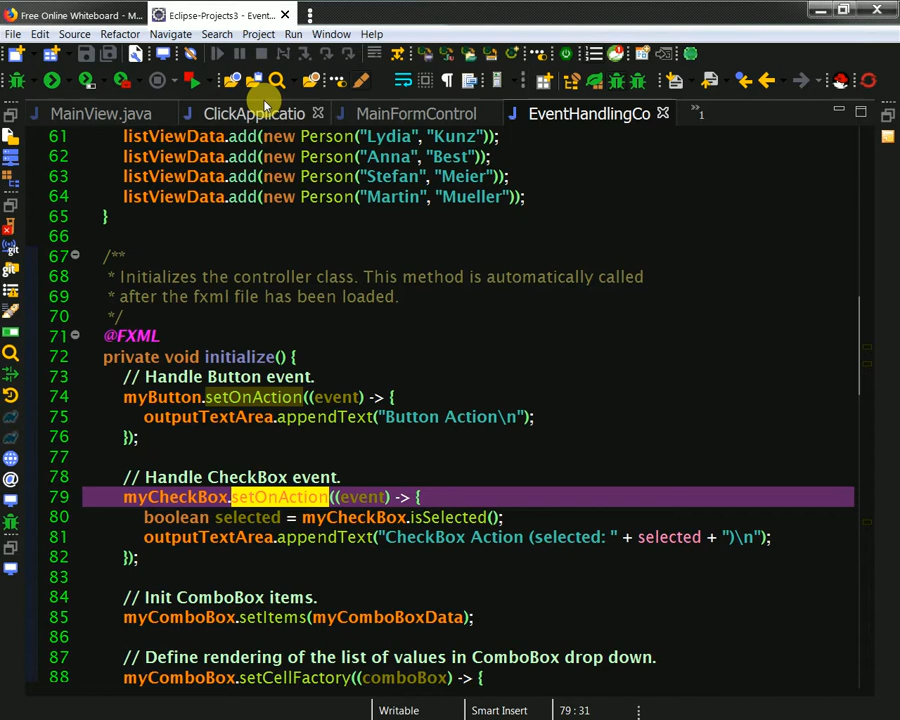 Free Online Whiteboard - M...
Eclipse-Projects3 - Event...
File Edit Source Refactor Navigate Search Project Run Window Help
MainView.java ClickApplicatio MainFormControl EventHandlingCo »1
61 listViewData.add(new Person("Lydia", "Kunz"));
62 listViewData.add(new Person("Anna", "Best"));
63 listViewData.add(new Person("Stefan", "Meier"));
64 listViewData.add(new Person("Martin", "Mueller"));
65 }
66
67 /**
68 * Initializes the controller class. This method is automatically called
69 * after the fxml file has been loaded.
70 */
71 @FXML
72 private void initialize() {
73 // Handle Button event.
74 myButton.setOnAction((event) -> {
75 outputTextArea.appendText("Button Action\n");
76 });
77
78 // Handle CheckBox event.
79 myCheckBox.setOnAction((event) -> {
80 boolean selected = myCheckBox.isSelected();
81 outputTextArea.appendText("CheckBox Action (selected: " + selected + ")\n");
82 });
83
84 // Init ComboBox items.
85 myComboBox.setItems(myComboBoxData);
86
87 // Define rendering of the list of values in ComboBox drop down.
88 myComboBox.setCellFactory((comboBox) -> {
Writable Smart Insert 79 : 31